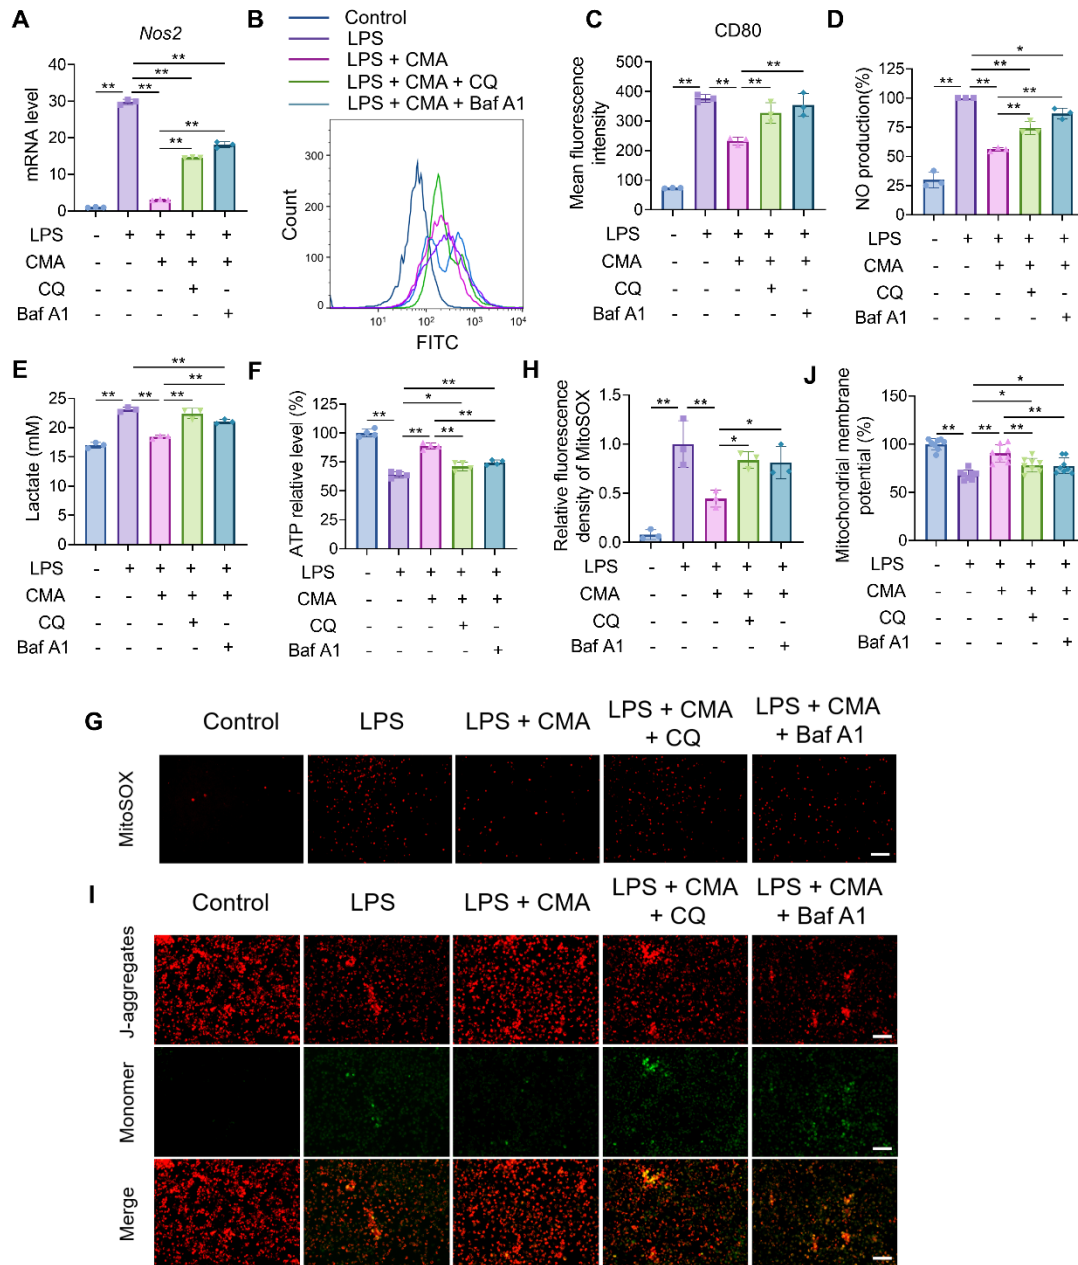 A
Nos2
mRNA level
40
30
20
10
0
** ** ** ** ** **
LPS - + + + +
CMA - - + + +
CQ - - - + -
Baf A1 - - - - +
B
Control
LPS
LPS + CMA
LPS + CMA + CQ
LPS + CMA + Baf A1
Count
300
200
100
0
10¹ 10² 10³ 10⁴
FITC
C
CD80
Mean fluorescence
intensity
500
400
300
200
100
0
** ** ** **
LPS - + + + +
CMA - - + + +
CQ - - - + -
Baf A1 - - - - +
D
NO production(%)
125
100
75
50
25
0
* ** ** ** ** **
LPS - + + + +
CMA - - + + +
CQ - - - + -
Baf A1 - - - - +
E
Lactate (mM)
25
20
15
10
5
0
** ** ** ** **
LPS - + + + +
CMA - - + + +
CQ - - - + -
Baf A1 - - - - +
F
ATP relative level (%)
125
100
75
50
25
0
** * ** ** ** **
LPS - + + + +
CMA - - + + +
CQ - - - + -
Baf A1 - - - - +
H
Relative fluorescence
density of MitoSOX
1.5
1.0
0.5
0.0
** ** * *
LPS - + + + +
CMA - - + + +
CQ - - - + -
Baf A1 - - - - +
J
Mitochondrial membrane
potential (%)
150
100
50
0
* * ** ** ** **
LPS - + + + +
CMA - - + + +
CQ - - - + -
Baf A1 - - - - +
G
Control
LPS
LPS + CMA
LPS + CMA
+ CQ
LPS + CMA
+ Baf A1
MitoSOX
I
Control
LPS
LPS + CMA
LPS + CMA
+ CQ
LPS + CMA
+ Baf A1
J-aggregates
Monomer
Merge